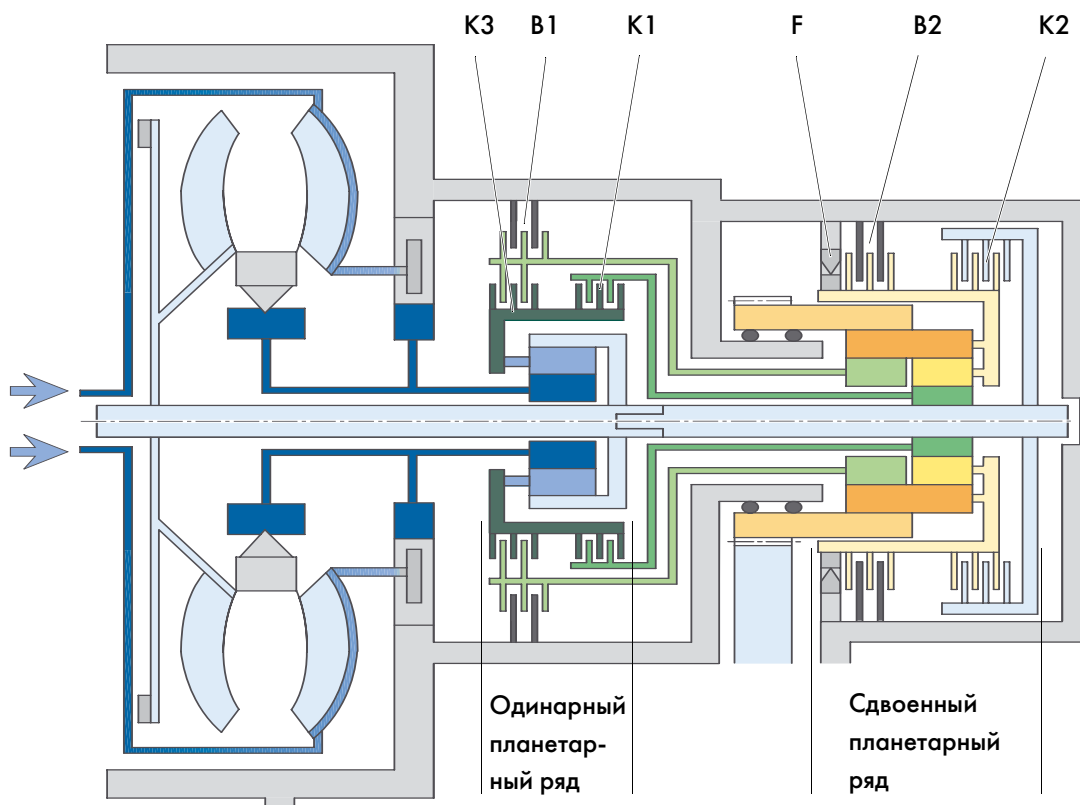 K3 B1 K1 F B2 K2
Одинарный
планетар-
ный ряд
Сдвоенный
планетарный
ряд